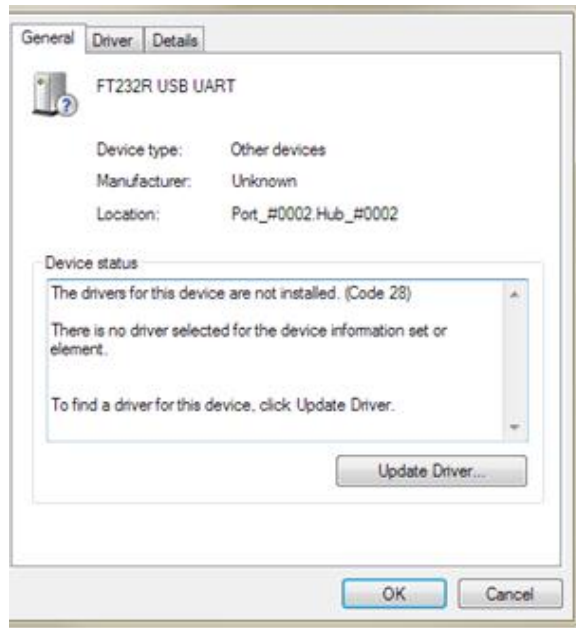 General Driver Details
FT232R USB UART
Device type: Other devices
Manufacturer: Unknown
Location: Port_#0002.Hub_#0002
Device status
The drivers for this device are not installed. (Code 28)
There is no driver selected for the device information set or
element.
To find a driver for this device, click Update Driver.
Update Driver...
OK Cancel